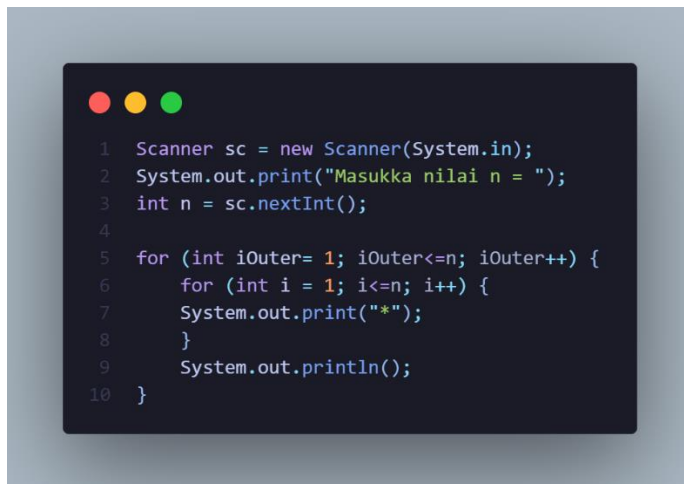 1 Scanner sc = new Scanner(System.in);
2 System.out.print("Masukka nilai n = ");
3 int n = sc.nextInt();
4
5 for (int iOuter= 1; iOuter<=n; iOuter++) {
6 for (int i = 1; i<=n; i++) {
7 System.out.print("*");
8 }
9 System.out.println();
10 }